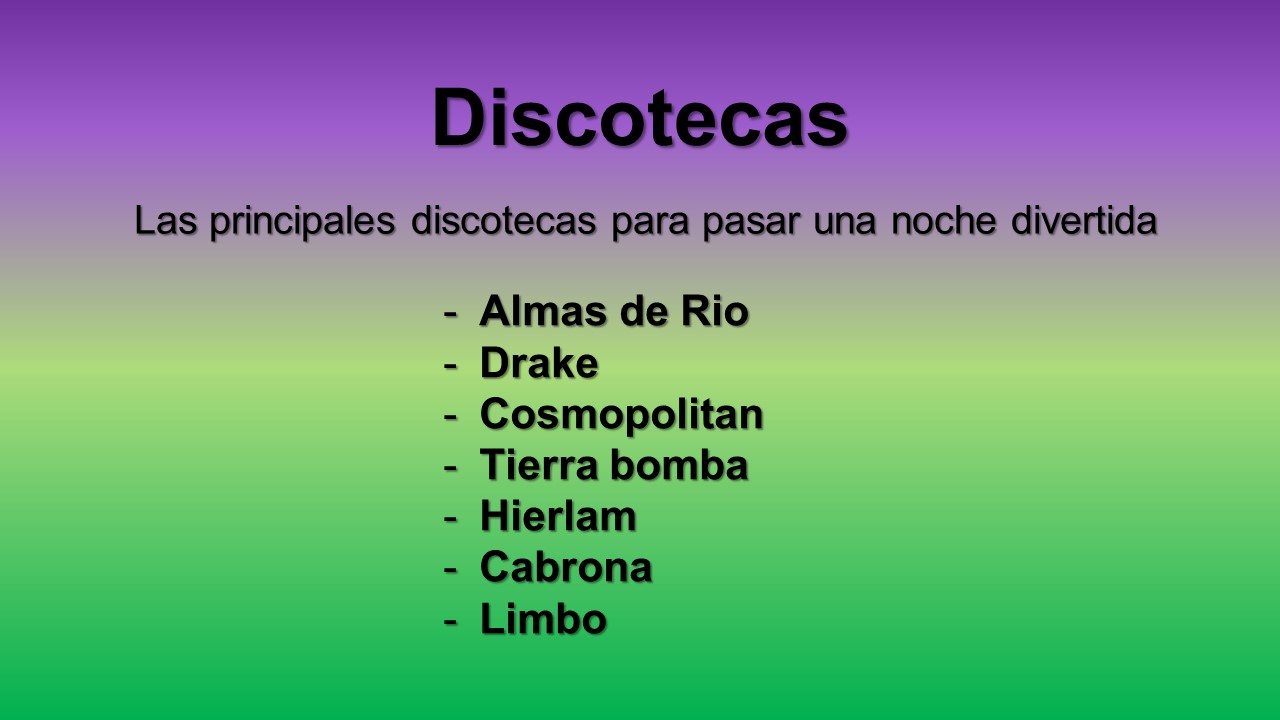 Discotecas
Las principales discotecas para pasar una noche divertida
- Almas de Rio
- Drake
- Cosmopolitan
- Tierra bomba
- Hierlam
- Cabrona
- Limbo